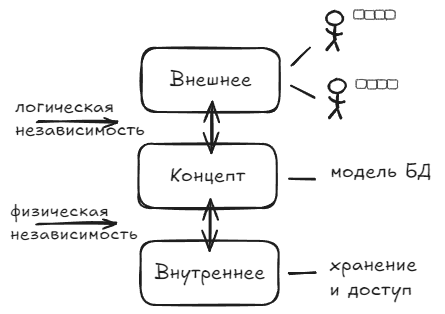 Внешнее
логическая
независимость
Концепт
модель БД
физическая
независимость
Внутреннее
хранение
и доступ